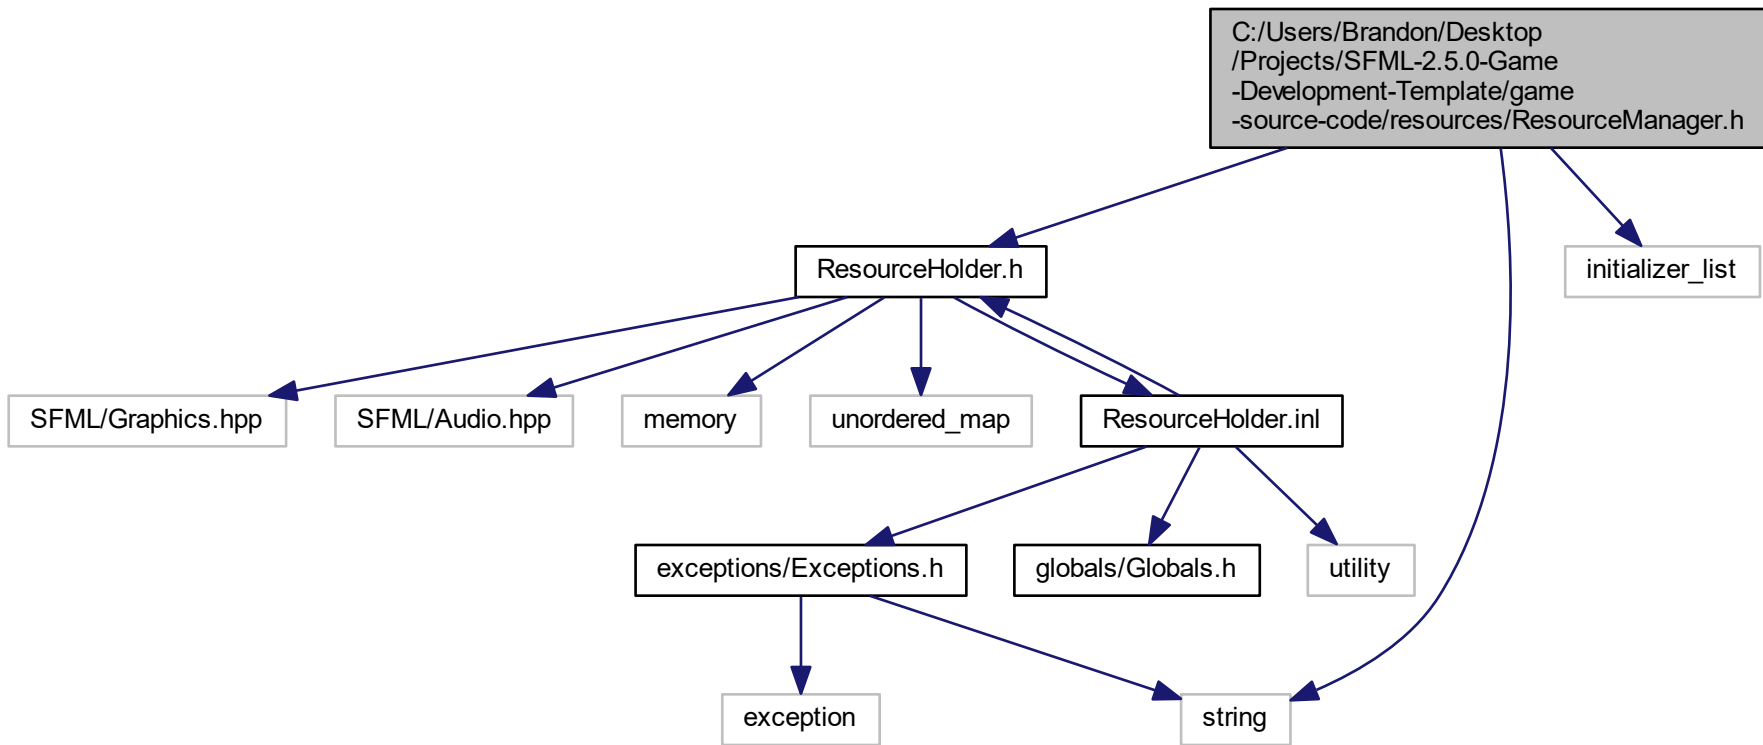 C:/Users/Brandon/Desktop
/Projects/SFML-2.5.0-Game
-Development-Template/game
-source-code/resources/ResourceManager.h
ResourceHolder.h
initializer_list
SFML/Graphics.hpp
SFML/Audio.hpp
memory
unordered_map
ResourceHolder.inl
exceptions/Exceptions.h
globals/Globals.h
utility
exception
string